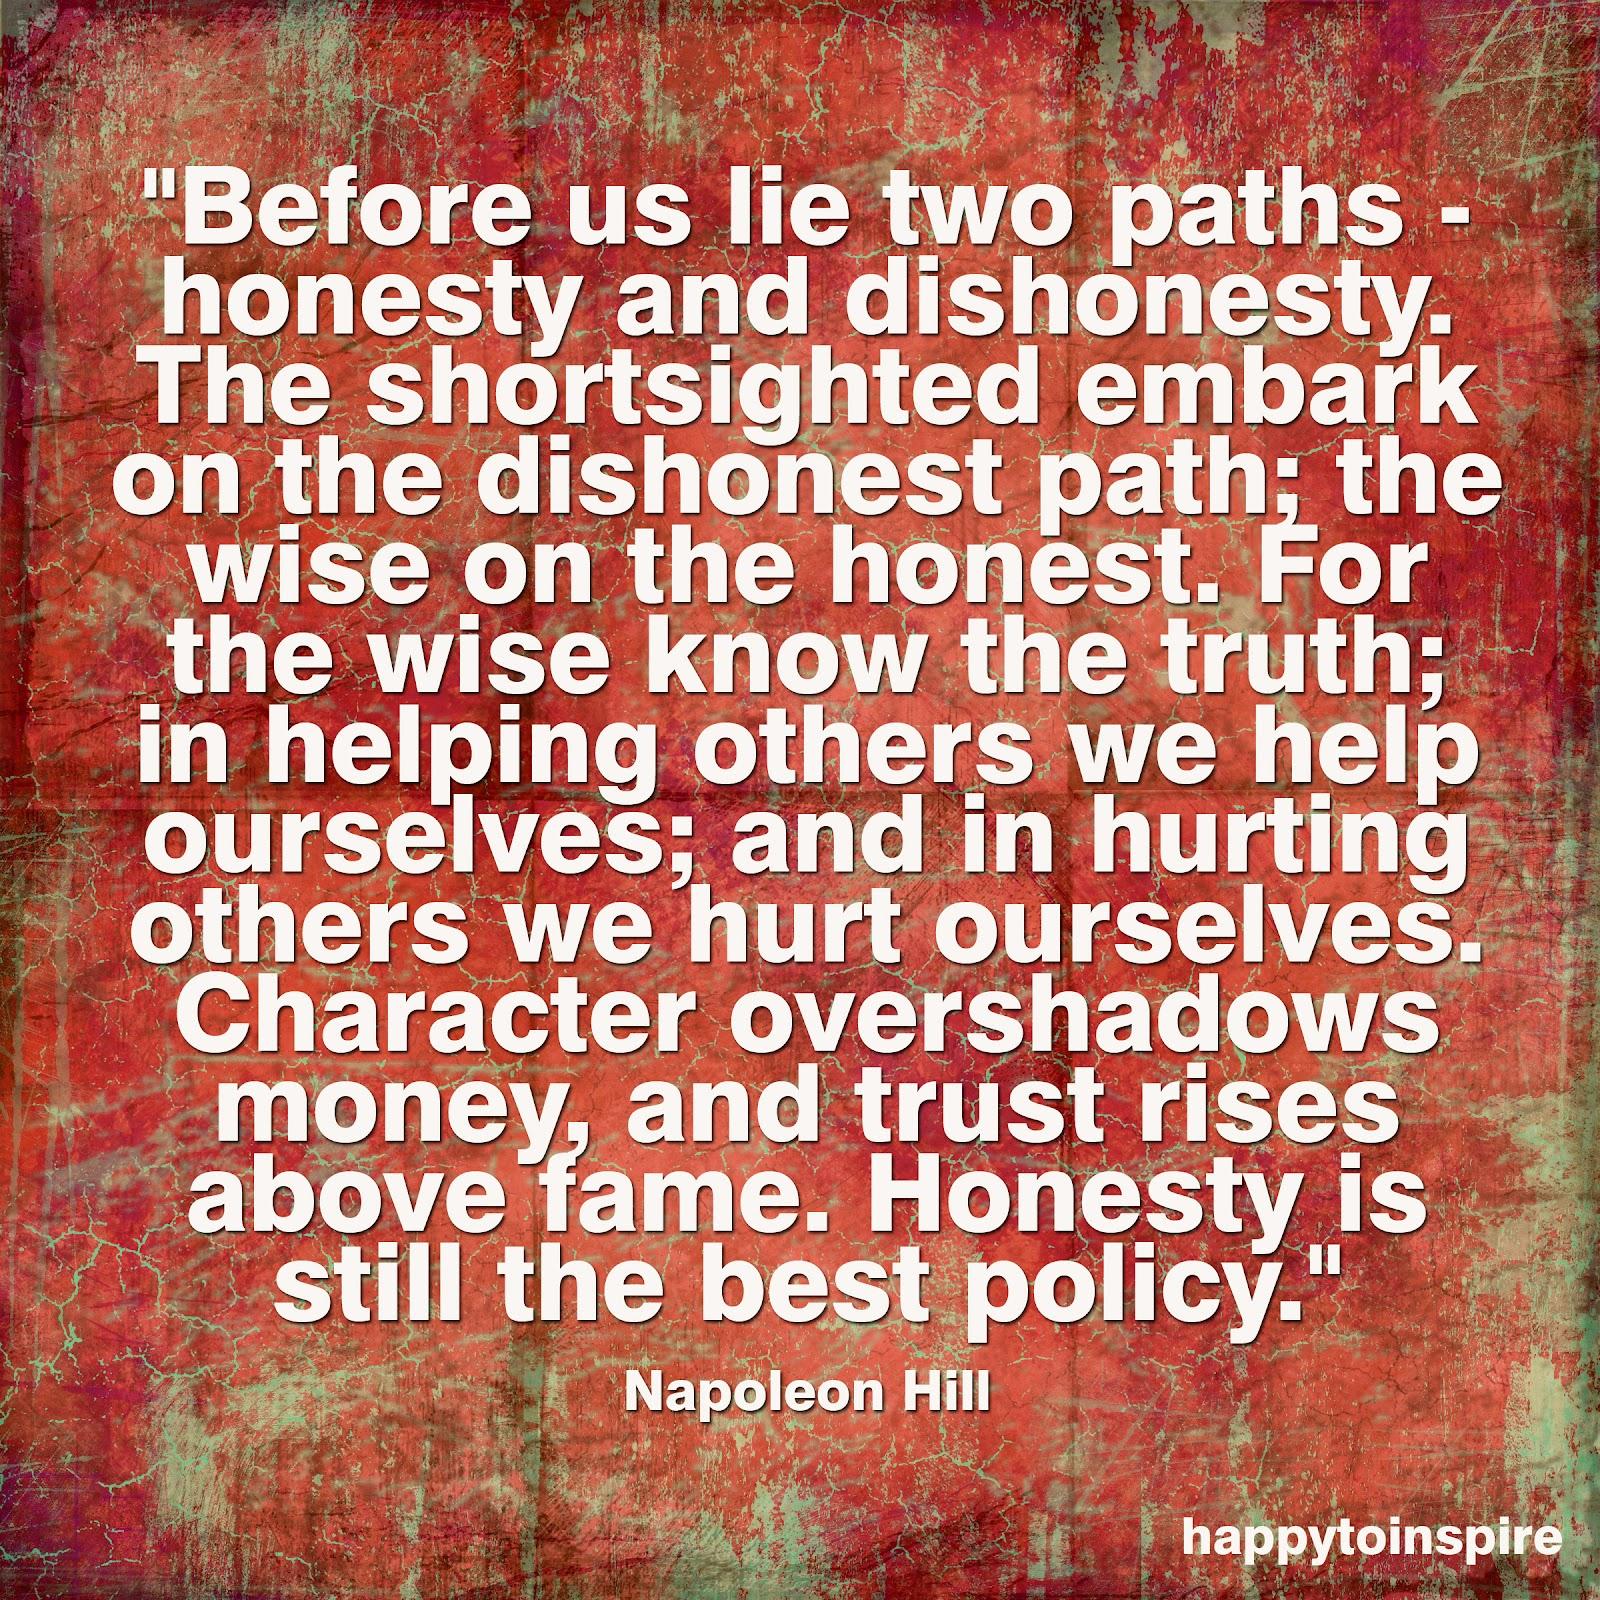 "Before us lie two paths -
honesty and dishonesty.
The shortsighted embark
on the dishonest path; the
wise on the honest. For
the wise know the truth;
in helping others we help
ourselves; and in hurting
others we hurt ourselves.
Character overshadows
money, and trust rises
above fame. Honesty is
still the best policy."
Napoleon Hill
happytoinspire